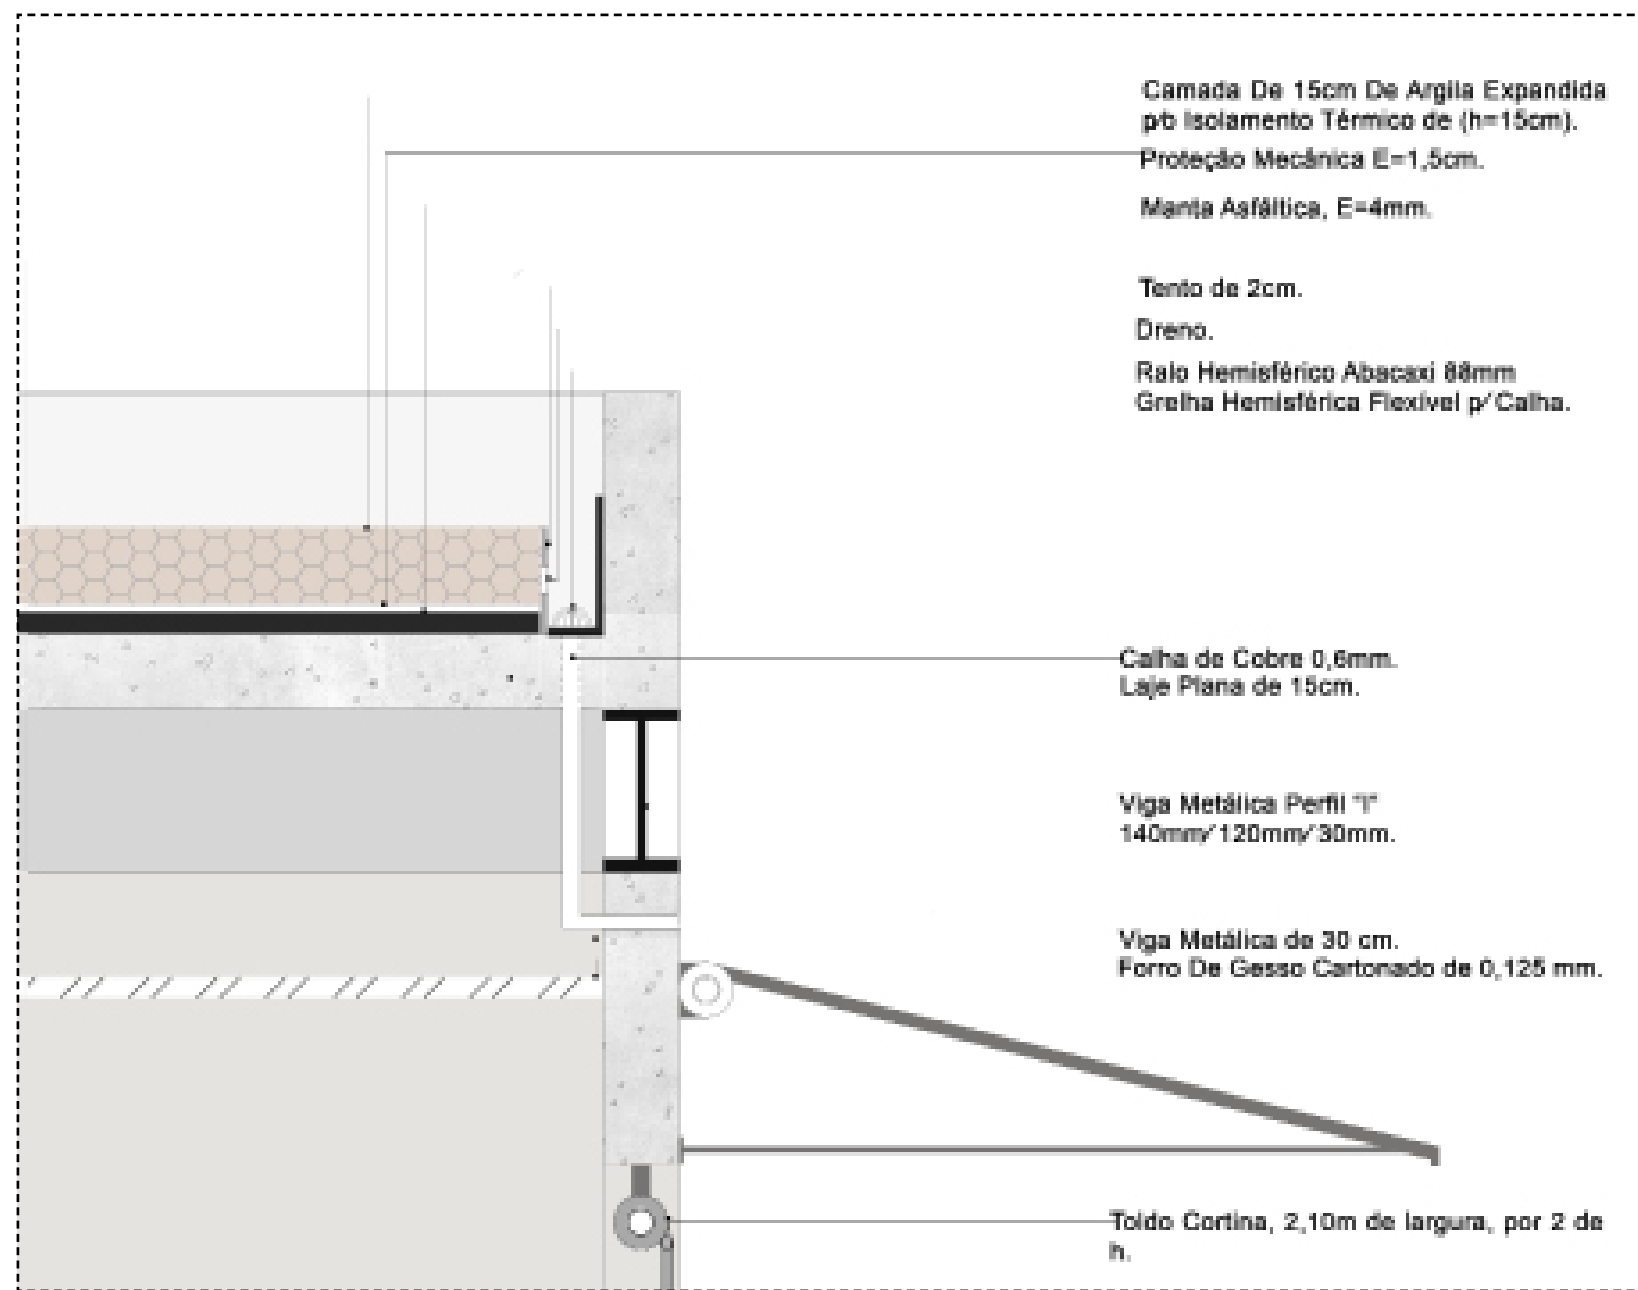 Camada De 15cm De Argila Expandida
p/b Isolamento Térmico de (h=15cm).
Proteção Mecânica E=1,5cm.
Manta Asfáltica, E=4mm.
Tento de 2cm.
Dreno.
Ralo Hemisférico Abacaxi 88mm
Grelha Hemisférica Flexível p/ Calha.
Calha de Cobre 0,6mm.
Laje Plana de 15cm.
Viga Metálica Perfil "I"
140mm/ 120mm/ 30mm.
Viga Metálica de 30 cm.
Forro De Gesso Cartonado de 0,125 mm.
Toldo Cortina, 2,10m de largura, por 2 de
h.